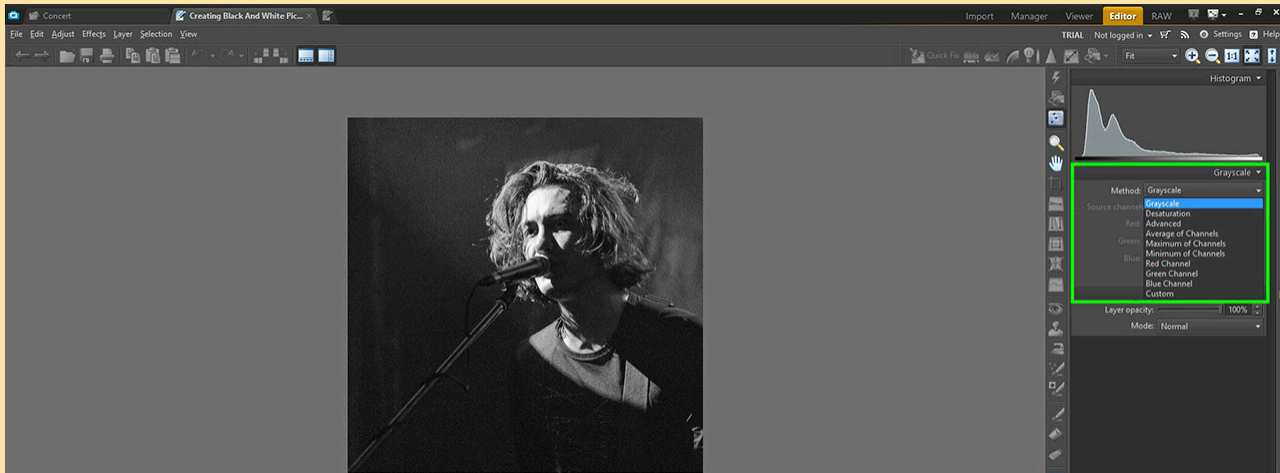 Concert
Creating Black And White Pic...
Import Manager Viewer Editor RAW
File Edit Adjust Effects Layer Selection View
TRIAL Not logged in Settings Help
Quick Fix
Fit
1:1
Histogram
Grayscale
Method: Grayscale
Source channel
Red:
Green:
Blue:
Grayscale
Desaturation
Advanced
Average of Channels
Maximum of Channels
Minimum of Channels
Red Channel
Green Channel
Blue Channel
Custom
Layer opacity: 100%
Mode: Normal